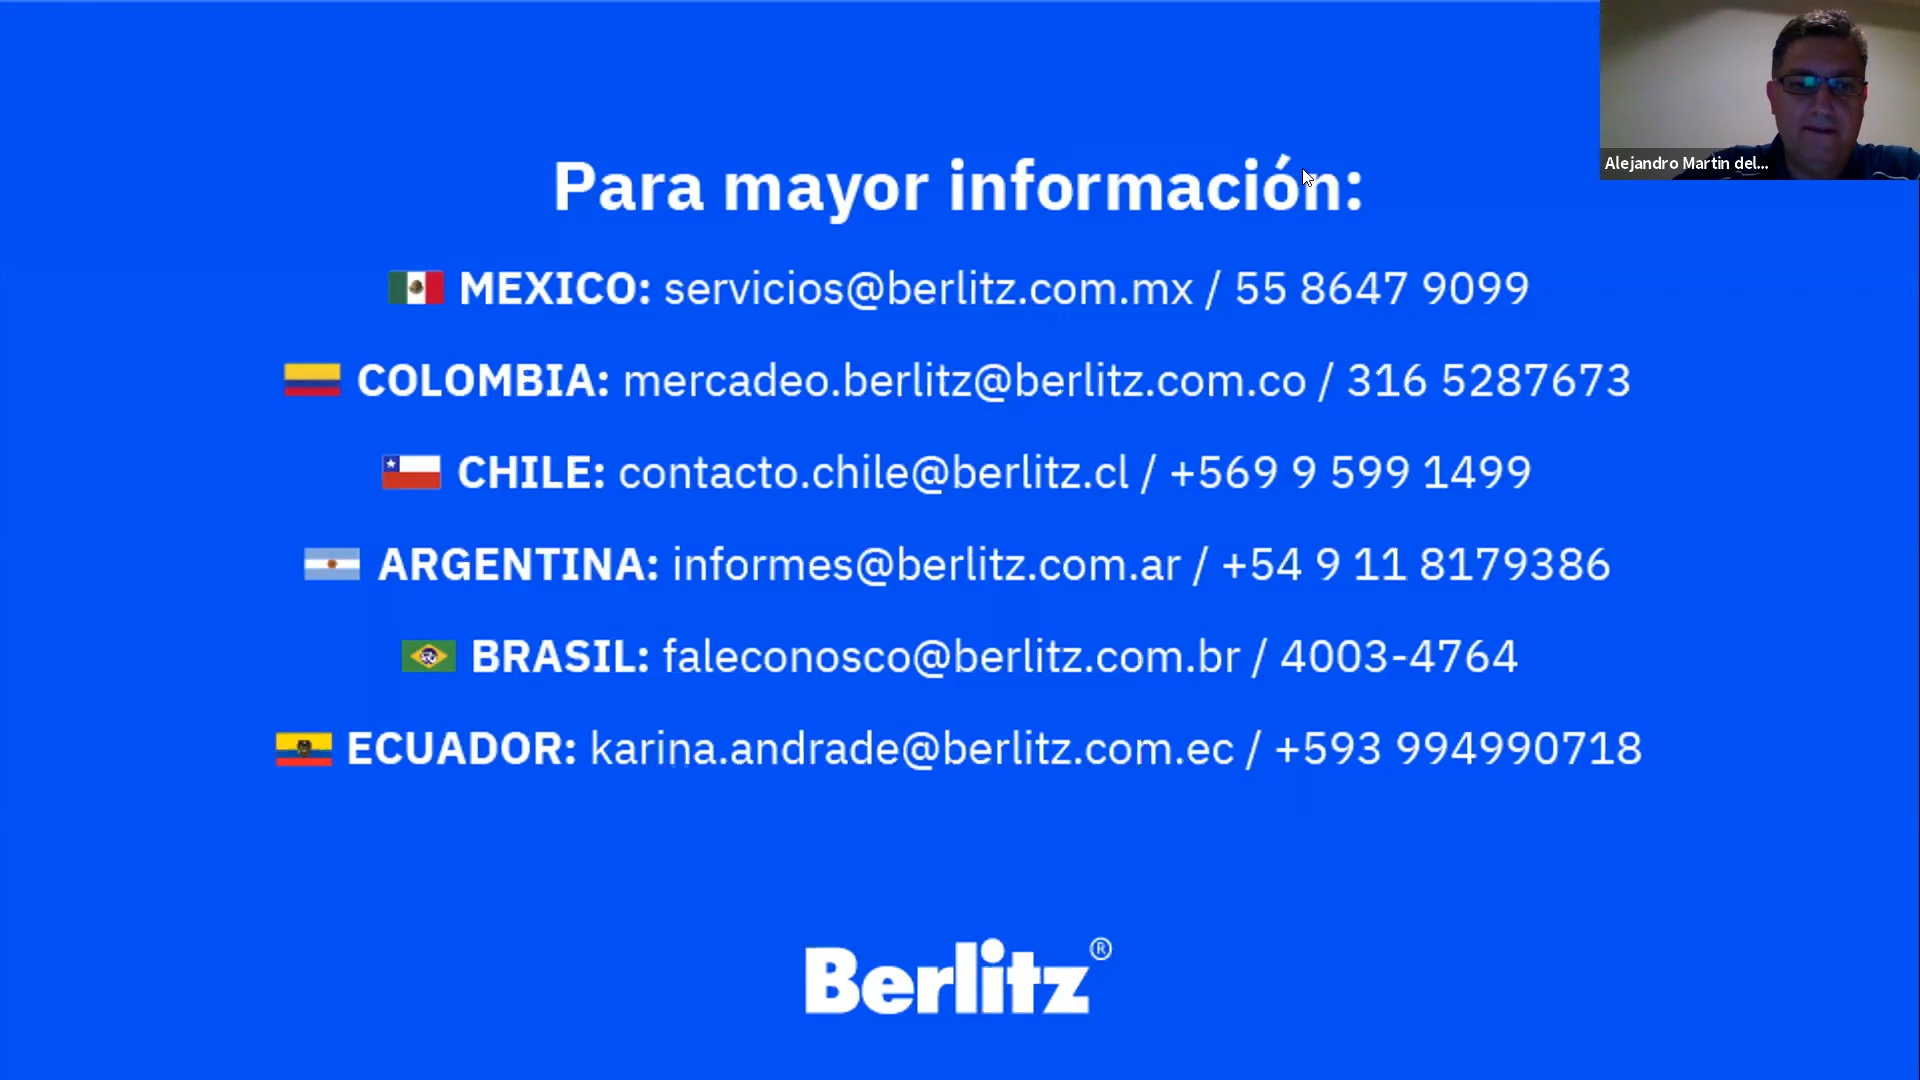 Para mayor información:
MEXICO: servicios@berlitz.com.mx / 55 8647 9099
COLOMBIA: mercadeo.berlitz@berlitz.com.co / 316 5287673
CHILE: contacto.chile@berlitz.cl / +569 9 599 1499
ARGENTINA: informes@berlitz.com.ar / +54 9 11 8179386
BRASIL: faleconosco@berlitz.com.br / 4003-4764
ECUADOR: karina.andrade@berlitz.com.ec / +593 994990718
Berlitz®
Alejandro Martin del...